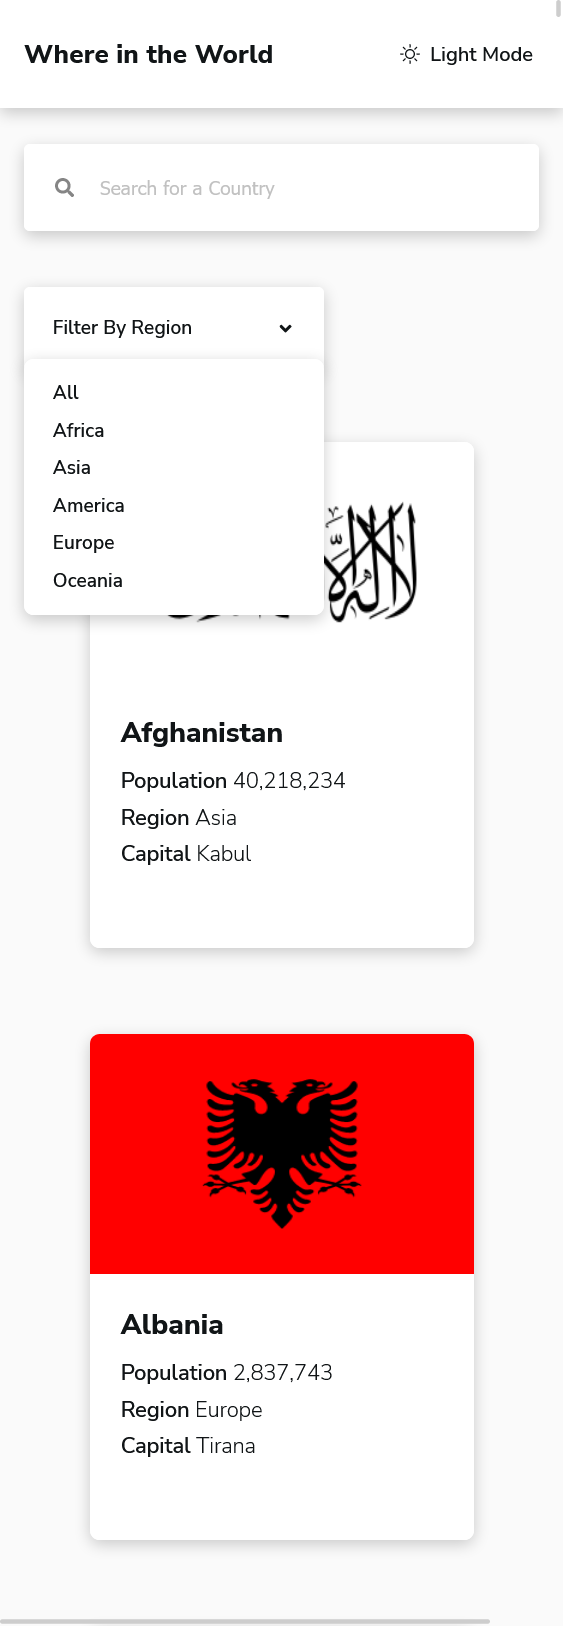 Where in the World
Light Mode
Search for a Country
Filter By Region
All
Africa
Asia
America
Europe
Oceania
Afghanistan
Population 40,218,234
Region Asia
Capital Kabul
Albania
Population 2,837,743
Region Europe
Capital Tirana